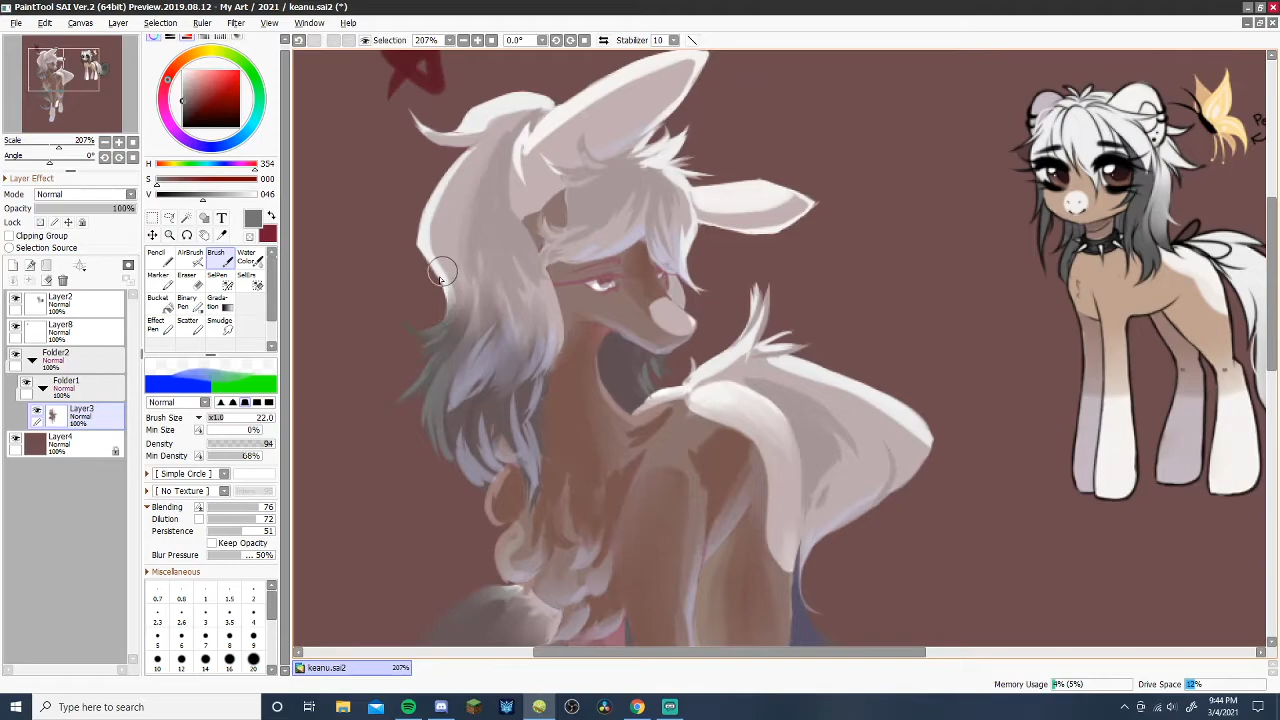 PaintTool SAI Ver.2 (64bit) Preview.2019.08.12 - My Art / 2021 / keanu.sai2 (*)
File Edit Canvas Layer Selection Ruler Filter View Window Help
Selection 207% 0.0° Stabilizer 10
Scale 207%
Angle 0°
Layer Effect
Mode Normal
Opacity 100%
Lock
Clipping Group
Selection Source
Layer2
Normal
100%
Layer8
Normal
100%
Folder2
Normal
100%
Folder1
Normal
100%
Layer3
Normal
100%
Layer4
Normal
100%
H 354
S 000
V 046
T
Pencil AirBrush Brush Water Color
Marker Eraser SelPen SelErs
Bucket Binary Pen Gradation
Effect Pen Scatter Smudge
Normal
Brush Size x1.0 22.0
Min Size 0%
Density 94
Min Density 68%
[ Simple Circle ]
[ No Texture ]
Blending 76
Dilution 72
Persistence 51
Keep Opacity
Blur Pressure ... 50%
Miscellaneous
0.7 0.8 1 1.5 2
2.3 2.6 3 3.5 4
5 6 7 8 9
10 12 14 16 20
keanu.sai2 207%
Memory Usage 4% (5%) Drive Space 12%
Type here to search
9:44 PM
3/4/2021